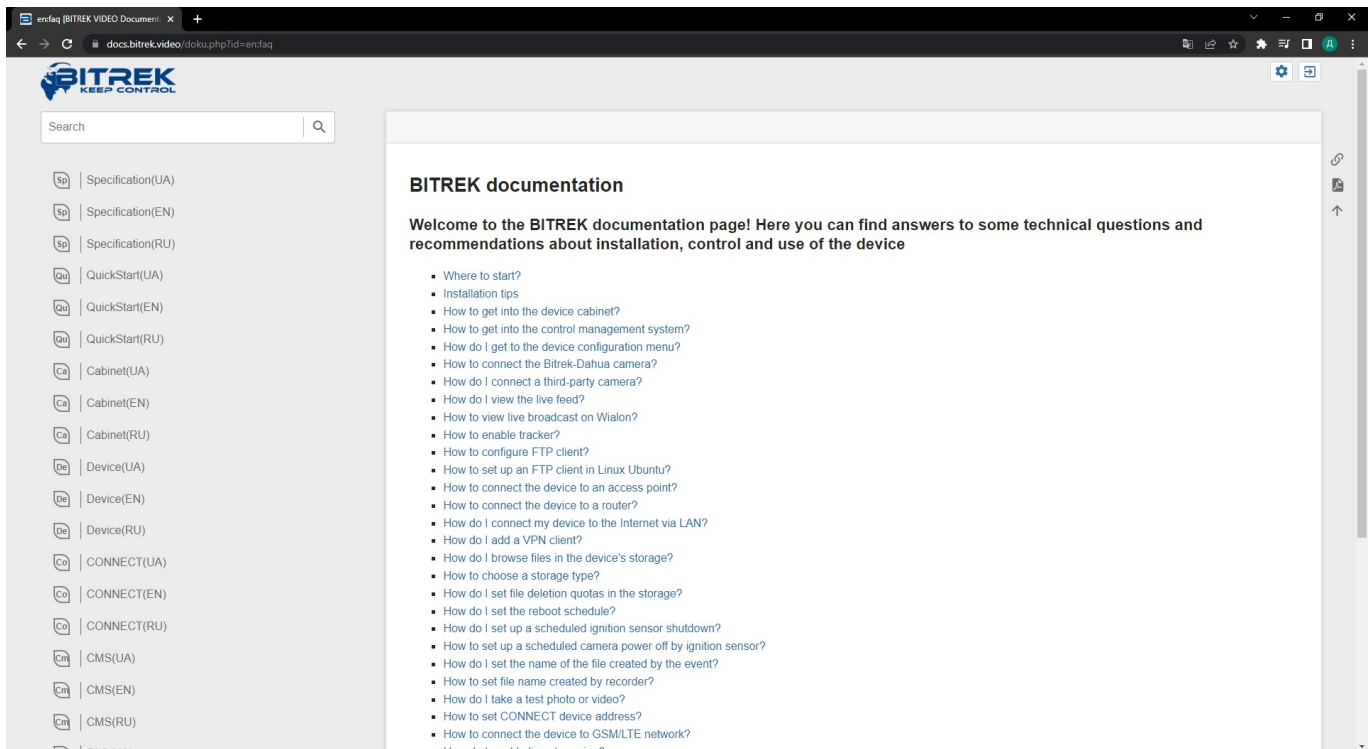 en:faq [BITREK VIDEO Document
docs.bitrek.video/doku.php?id=en:faq
Д
BITREK
KEEP CONTROL
Search
Sp Specification(UA)
Sp Specification(EN)
Sp Specification(RU)
Qu QuickStart(UA)
Qu QuickStart(EN)
Qu QuickStart(RU)
Ca Cabinet(UA)
Ca Cabinet(EN)
Ca Cabinet(RU)
De Device(UA)
De Device(EN)
De Device(RU)
Co CONNECT(UA)
Co CONNECT(EN)
Co CONNECT(RU)
Cm CMS(UA)
Cm CMS(EN)
Cm CMS(RU)
BITREK documentation
Welcome to the BITREK documentation page! Here you can find answers to some technical questions and
recommendations about installation, control and use of the device
Where to start?
Installation tips
How to get into the device cabinet?
How to get into the control management system?
How do I get to the device configuration menu?
How to connect the Bitrek-Dahua camera?
How do I connect a third-party camera?
How do I view the live feed?
How to view live broadcast on Wialon?
How to enable tracker?
How to configure FTP client?
How to set up an FTP client in Linux Ubuntu?
How to connect the device to an access point?
How to connect the device to a router?
How do I connect my device to the Internet via LAN?
How do I add a VPN client?
How do I browse files in the device's storage?
How to choose a storage type?
How do I set file deletion quotas in the storage?
How do I set the reboot schedule?
How do I set up a scheduled ignition sensor shutdown?
How to set up a scheduled camera power off by ignition sensor?
How do I set the name of the file created by the event?
How to set file name created by recorder?
How do I take a test photo or video?
How to set CONNECT device address?
How to connect the device to GSM/LTE network?